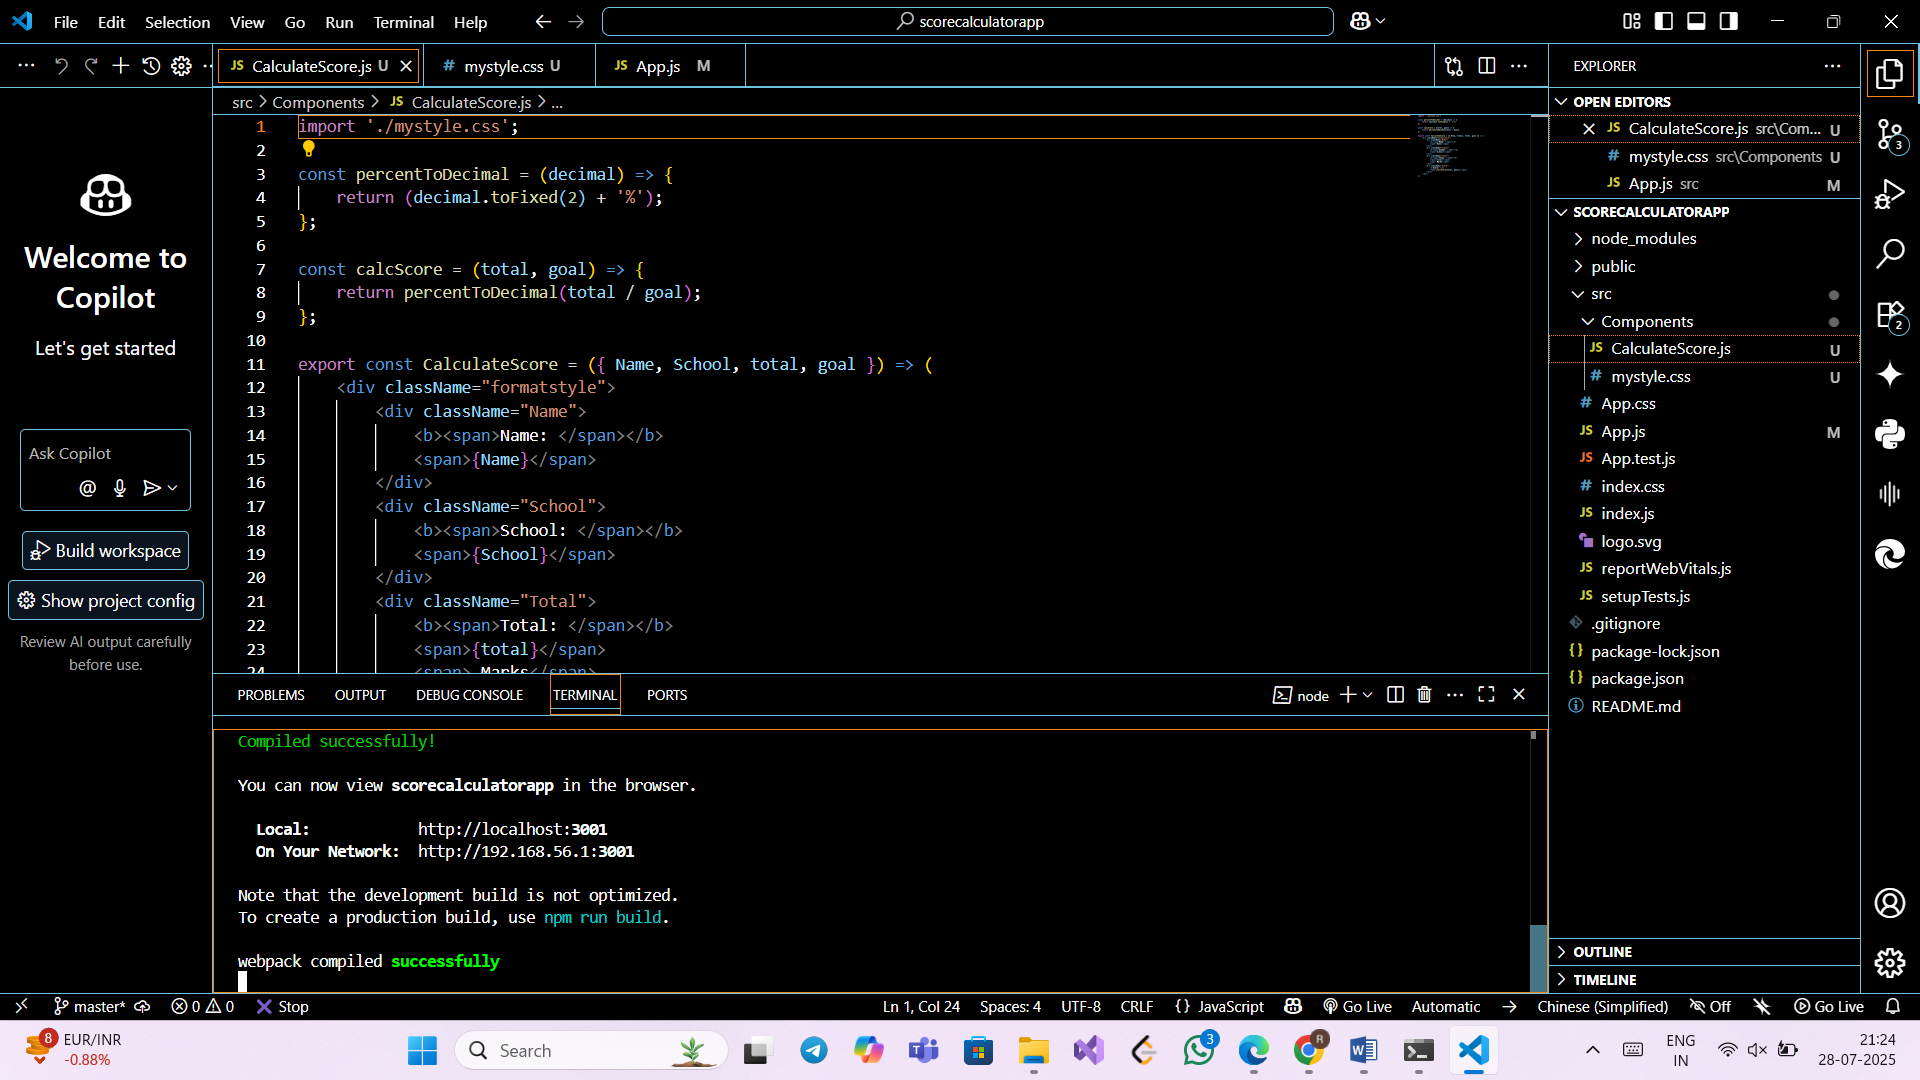 File Edit Selection View Go Run Terminal Help
scorecalculatorapp
JS CalculateScore.js U
# mystyle.css U
JS App.js M
src > Components > JS CalculateScore.js > ...
Welcome to
Copilot
Let's get started
Ask Copilot
Build workspace
Show project config
Review AI output carefully
before use.
1 import './mystyle.css';
2
3 const percentToDecimal = (decimal) => {
4 return (decimal.toFixed(2) + '%');
5 };
6
7 const calcScore = (total, goal) => {
8 return percentToDecimal(total / goal);
9 };
10
11 export const CalculateScore = ({ Name, School, total, goal }) => (
12 <div className="formatstyle">
13 <div className="Name">
14 <b><span>Name: </span></b>
15 <span>{Name}</span>
16 </div>
17 <div className="School">
18 <b><span>School: </span></b>
19 <span>{School}</span>
20 </div>
21 <div className="Total">
22 <b><span>Total: </span></b>
23 <span>{total}</span>
24 <span> Marks</span>
PROBLEMS OUTPUT DEBUG CONSOLE TERMINAL PORTS
node
Compiled successfully!
You can now view scorecalculatorapp in the browser.
Local: http://localhost:3001
On Your Network: http://192.168.56.1:3001
Note that the development build is not optimized.
To create a production build, use npm run build.
webpack compiled successfully
EXPLORER
OPEN EDITORS
JS CalculateScore.js src\Com... U
# mystyle.css src\Components U
JS App.js src M
SCORECALCULATORAPP
node_modules
public
src
Components
JS CalculateScore.js U
# mystyle.css U
# App.css
JS App.js M
JS App.test.js
# index.css
JS index.js
logo.svg
JS reportWebVitals.js
JS setupTests.js
.gitignore
{} package-lock.json
{} package.json
README.md
OUTLINE
TIMELINE
3
2
master* 0 0 Stop
Ln 1, Col 24 Spaces: 4 UTF-8 CRLF {} JavaScript Go Live Automatic Chinese (Simplified) Off Go Live
8
EUR/INR
-0.88%
Search
3
R
ENG
IN
21:24
28-07-2025